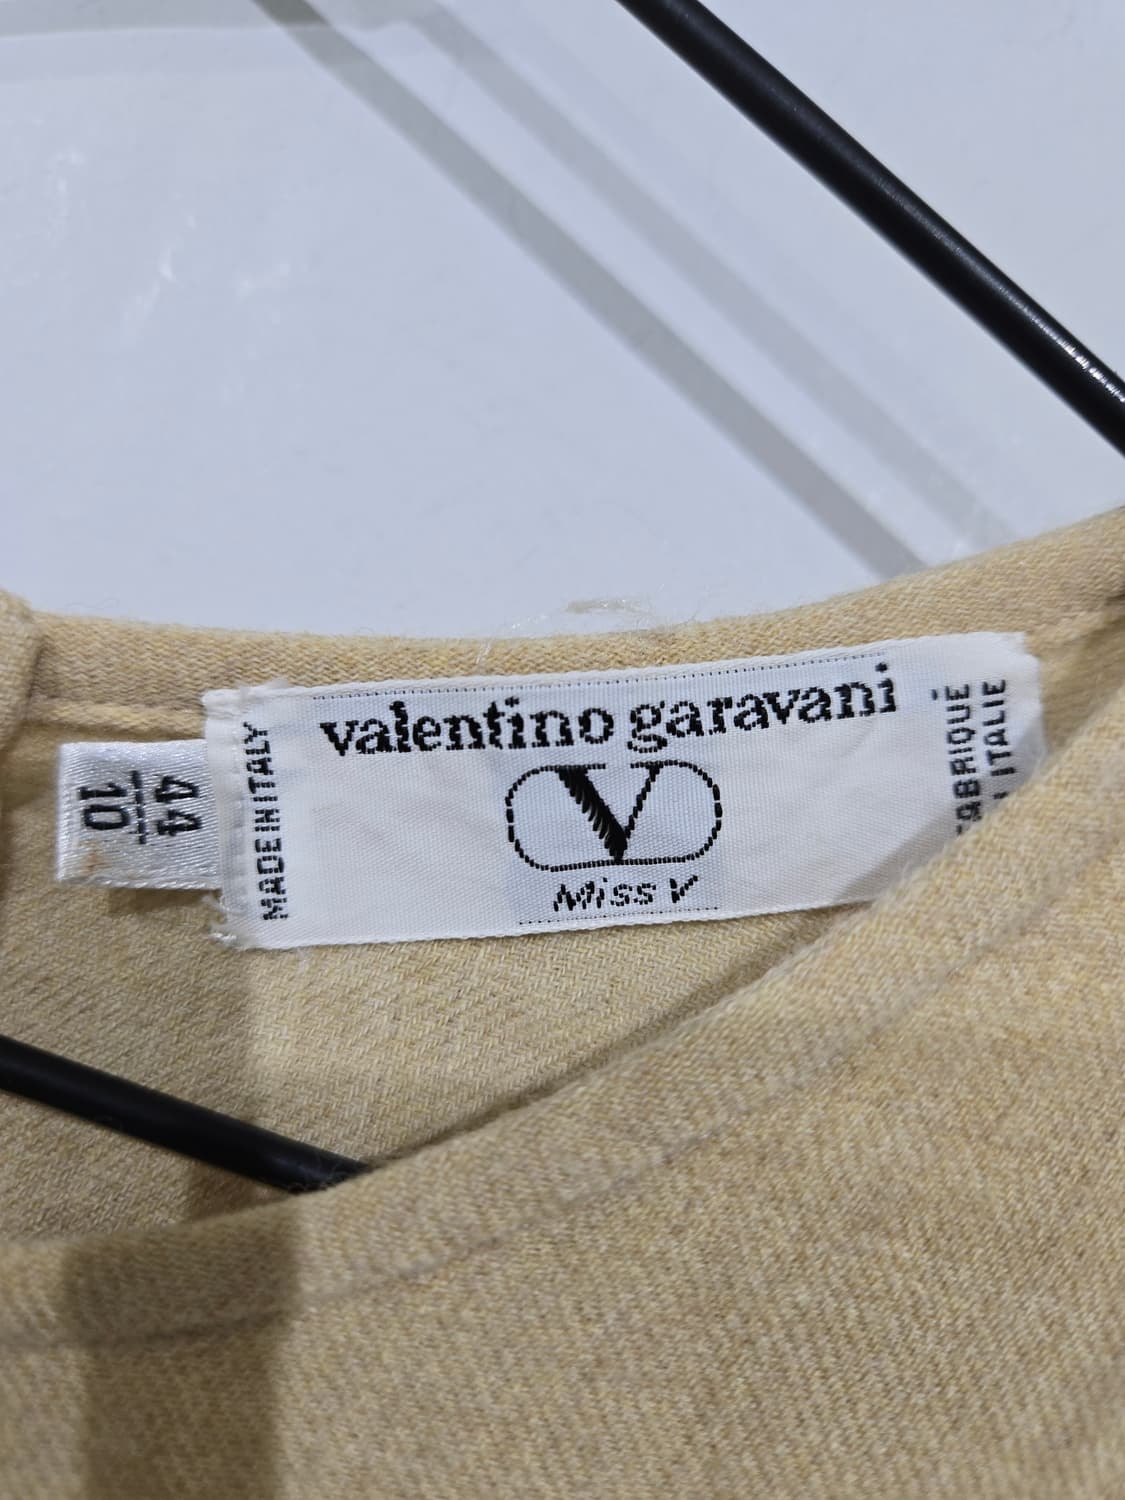 valentino garavani
V
Miss V
MADE IN ITALY
FABRIQUÉ
ITALIE
44
10